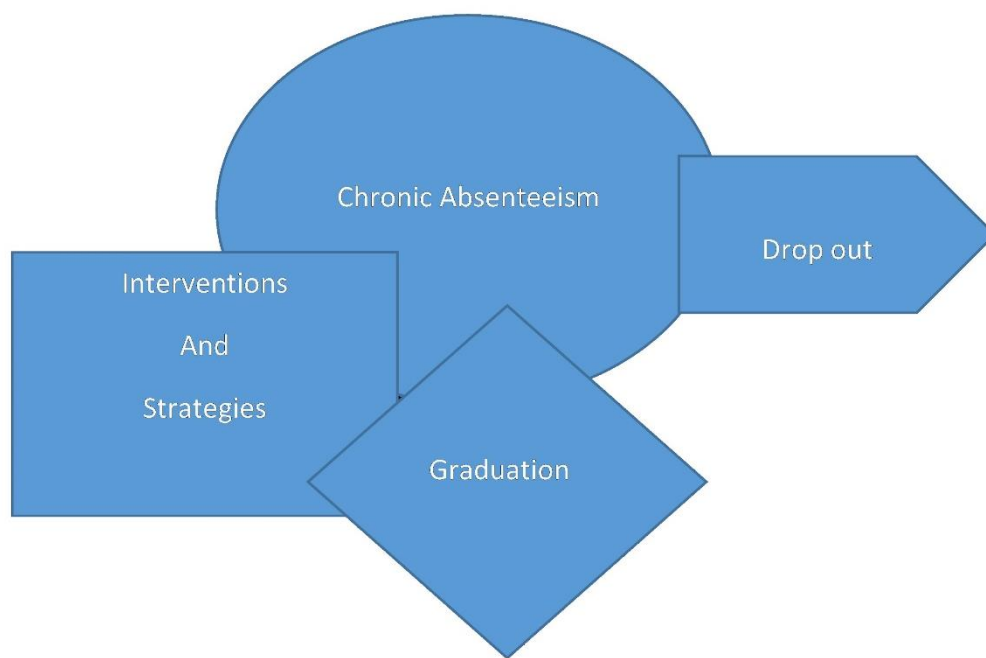 Chronic Absenteeism
Drop out
Interventions
And
Strategies
Graduation